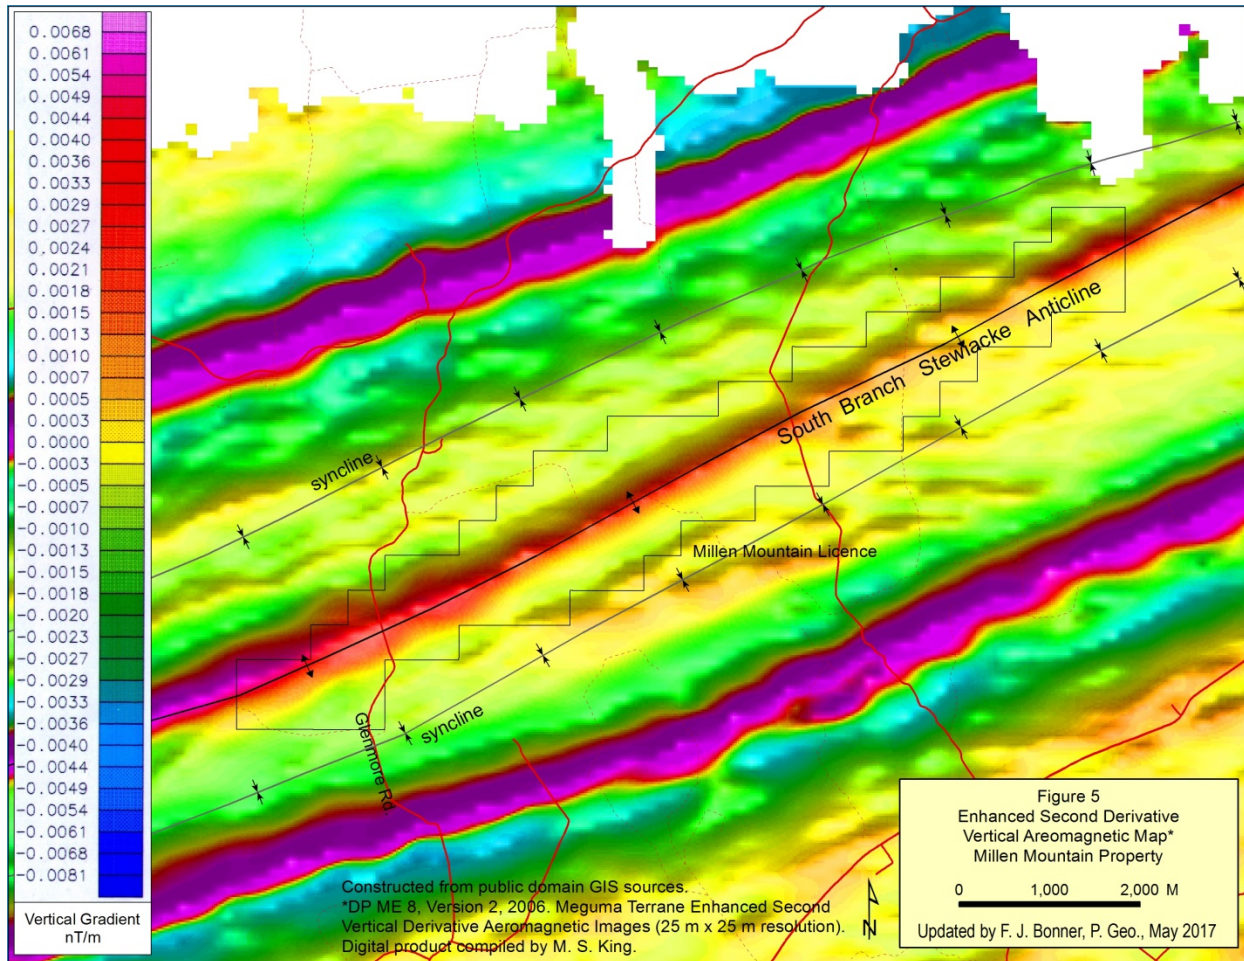 0.0068
0.0061
0.0054
0.0049
0.0044
0.0040
0.0036
0.0033
0.0029
0.0027
0.0024
0.0021
0.0018
0.0015
0.0013
0.0010
0.0007
0.0005
0.0003
0.0000
-0.0003
-0.0005
-0.0007
-0.0010
-0.0013
-0.0015
-0.0018
-0.0020
-0.0023
-0.0027
-0.0029
-0.0033
-0.0036
-0.0040
-0.0044
-0.0049
-0.0054
-0.0061
-0.0068
-0.0081
Vertical Gradient
nT/m
syncline
South Branch Stewiacke Anticline
Millen Mountain Licence
syncline
Glenmore Rd.
Constructed from public domain GIS sources.
*DP ME 8, Version 2, 2006. Meguma Terrane Enhanced Second
Vertical Derivative Aeromagnetic Images (25 m x 25 m resolution).
Digital product compiled by M. S. King.
N
Figure 5
Enhanced Second Derivative
Vertical Areomagnetic Map*
Millen Mountain Property
0 1,000 2,000 M
Updated by F. J. Bonner, P. Geo., May 2017